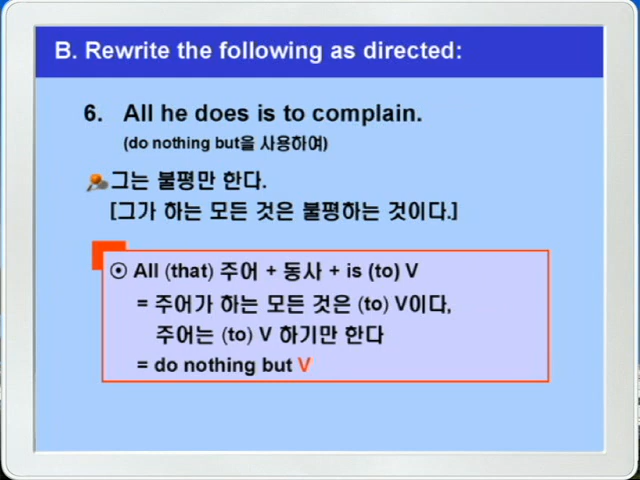 B. Rewrite the following as directed:
6. All he does is to complain.
(do nothing but을 사용하여)
그는 불평만 한다.
[그가 하는 모든 것은 불평하는 것이다.]
⊙ All (that) 주어 + 동사 + is (to) V
= 주어가 하는 모든 것은 (to) V이다,
주어는 (to) V 하기만 한다
= do nothing but V